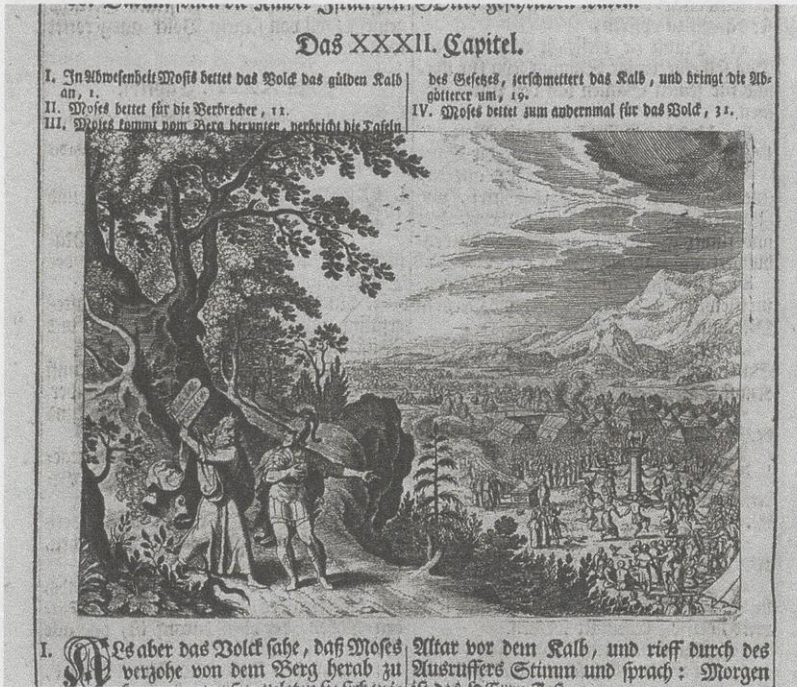 Das XXXII. Capitel.
I. In Abwesenheit Mosis bettet das Volck das gülden Kalb
an, 1.
II. Moses bettet für die Verbrecher, 11.
III. Moses kommt vom Berg herunter, verbricht die Tafeln
des Gesetzes, zerschmettert das Kalb, und bringt die Ab-
götterer um, 19.
IV. Moses bettet zum andernmal für das Volck, 31.
I. ALs aber das Volck sahe, daß Moses
verzohe von dem Berg herab zu
Altar vor dem Kalb, und rieff durch des
Ausruffers Stimm und sprach: Morgen